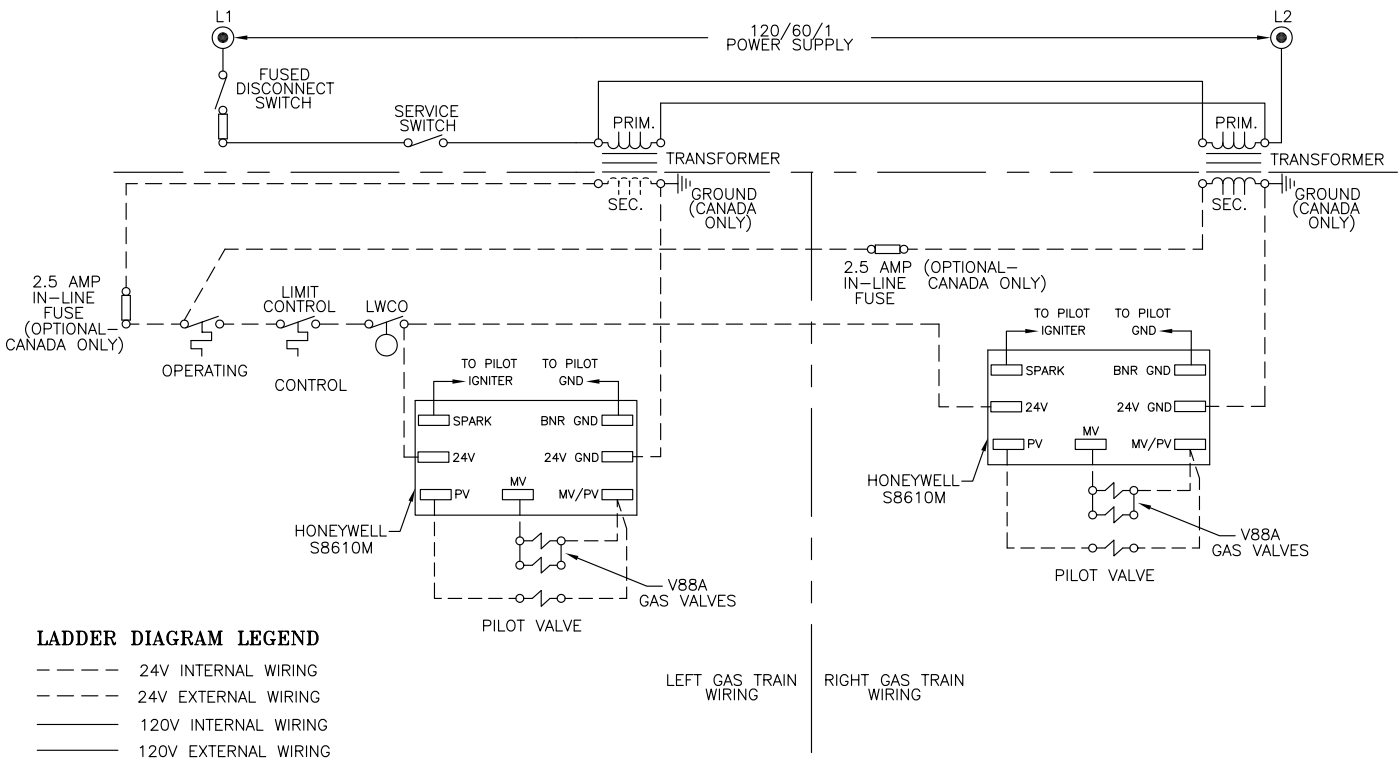 L1
L2
120/60/1
POWER SUPPLY
FUSED
DISCONNECT
SWITCH
SERVICE
SWITCH
PRIM.
TRANSFORMER
SEC.
GROUND
(CANADA
ONLY)
PRIM.
TRANSFORMER
SEC.
GROUND
(CANADA
ONLY)
2.5 AMP
IN-LINE
FUSE
(OPTIONAL-
CANADA ONLY)
2.5 AMP (OPTIONAL-
IN-LINE CANADA ONLY)
FUSE
OPERATING
LIMIT
CONTROL
CONTROL
LWCO
TO PILOT
IGNITER
TO PILOT
GND
SPARK
BNR GND
24V
24V GND
PV
MV
MV/PV
HONEYWELL
S8610M
V88A
GAS VALVES
PILOT VALVE
TO PILOT
IGNITER
TO PILOT
GND
SPARK
BNR GND
24V
24V GND
PV
MV
MV/PV
HONEYWELL
S8610M
V88A
GAS VALVES
PILOT VALVE
LADDER DIAGRAM LEGEND
24V INTERNAL WIRING
24V EXTERNAL WIRING
120V INTERNAL WIRING
120V EXTERNAL WIRING
LEFT GAS TRAIN
WIRING
RIGHT GAS TRAIN
WIRING